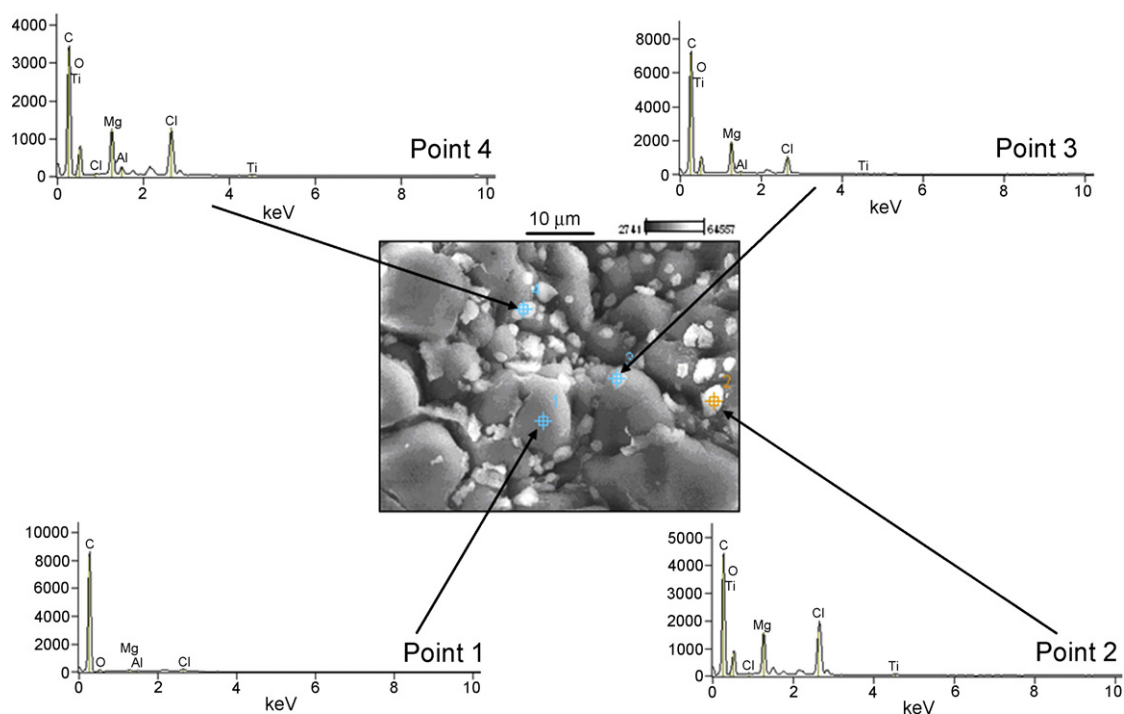 4000
3000
2000
1000
0
C
O
Ti
Cl
Mg
Al
Cl
Ti
Point 4
0 2 4 6 8 10
keV
8000
6000
4000
2000
0
C
O
Ti
Mg
Al
Cl
Ti
Point 3
0 2 4 6 8 10
keV
10 µm
2741 64557
4
3
1
2
10000
8000
6000
4000
2000
0
C
O
Mg
Al
Cl
Point 1
0 2 4 6 8 10
keV
5000
4000
3000
2000
1000
0
C
O
Ti
Cl
Mg
Cl
Ti
Point 2
0 2 4 6 8 10
keV